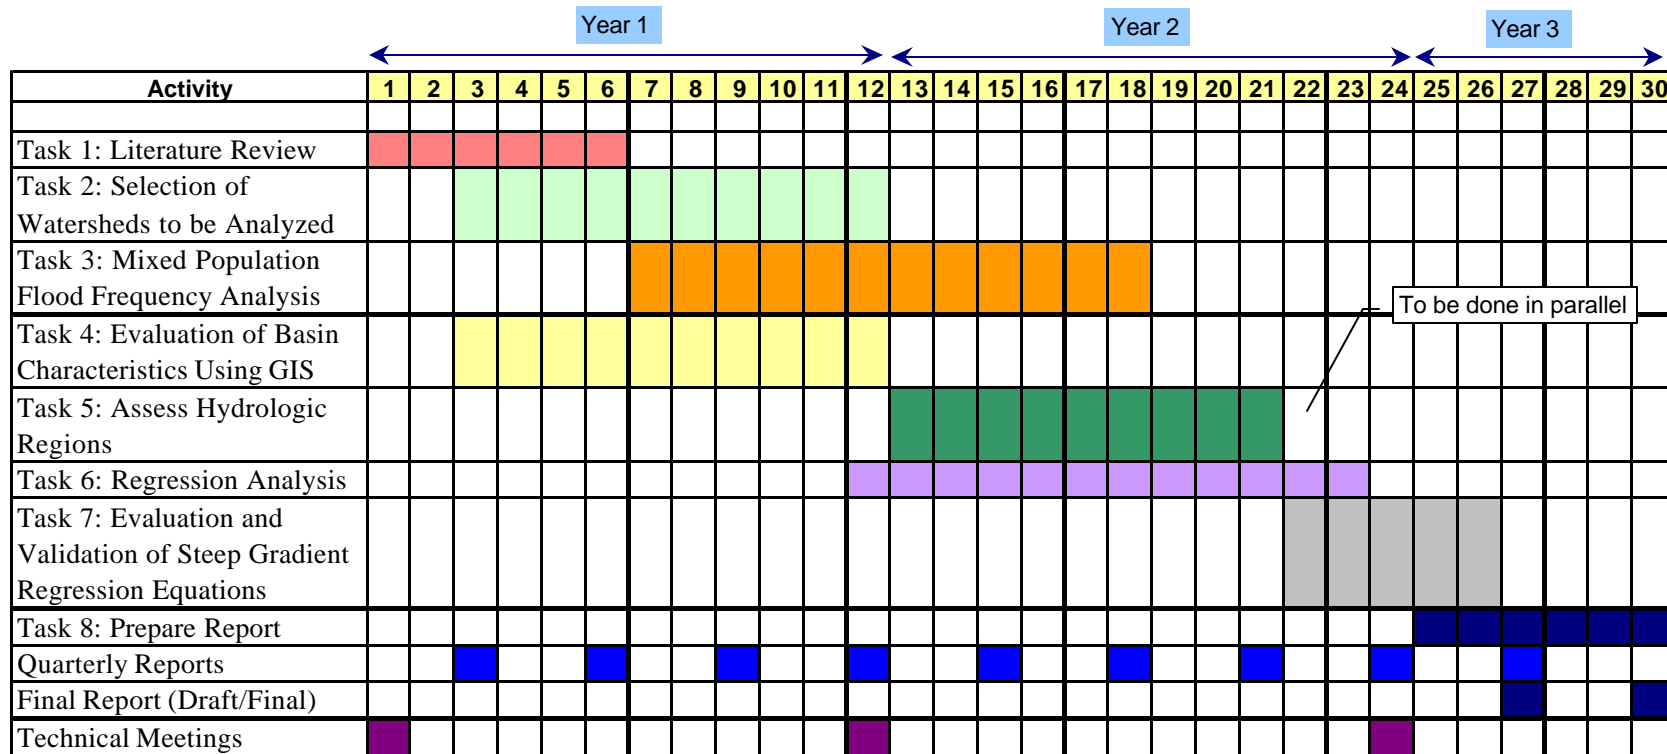 Year 1
Year 2
Year 3
Activity 1 2 3 4 5 6 7 8 9 10 11 12 13 14 15 16 17 18 19 20 21 22 23 24 25 26 27 28 29 30
Task 1: Literature Review
Task 2: Selection of
Watersheds to be Analyzed
Task 3: Mixed Population
Flood Frequency Analysis
To be done in parallel
Task 4: Evaluation of Basin
Characteristics Using GIS
Task 5: Assess Hydrologic
Regions
Task 6: Regression Analysis
Task 7: Evaluation and
Validation of Steep Gradient
Regression Equations
Task 8: Prepare Report
Quarterly Reports
Final Report (Draft/Final)
Technical Meetings